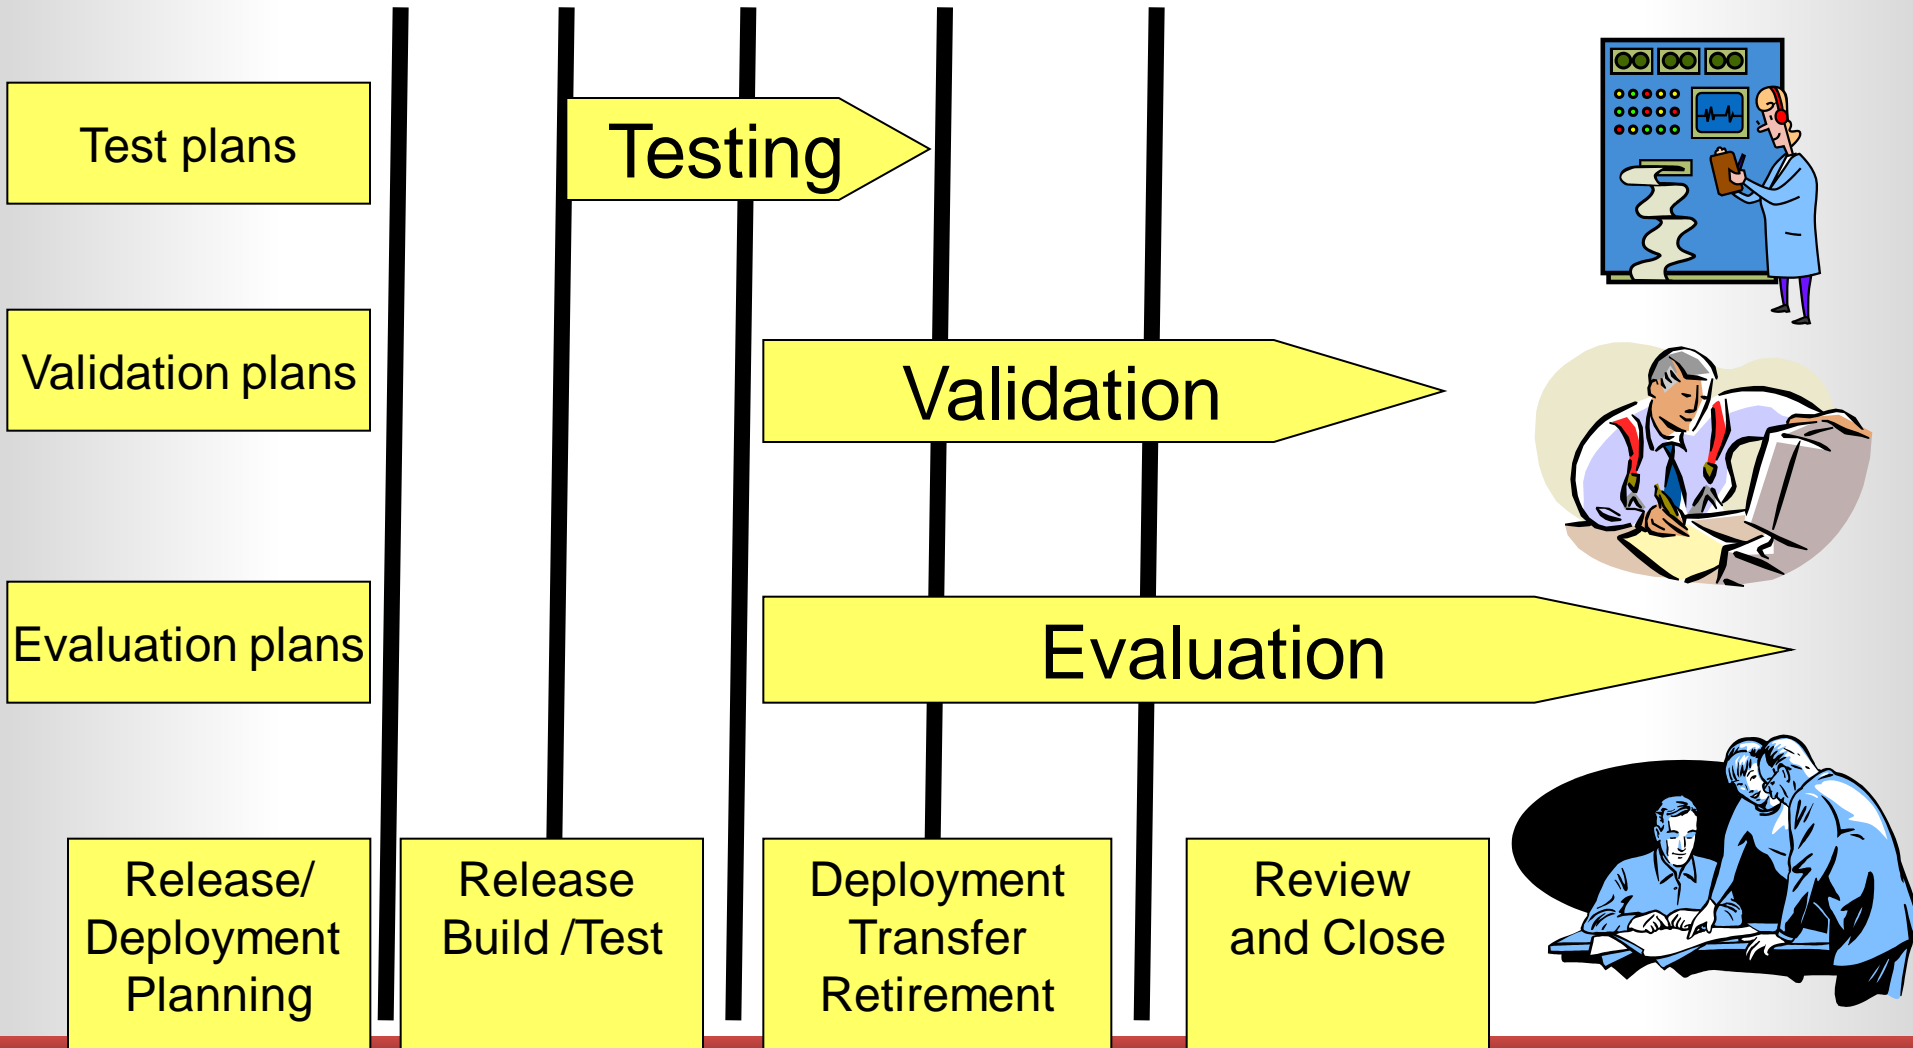 Test plans
Testing
Validation plans
Validation
Evaluation plans
Evaluation
Release/
Deployment
Planning
Release
Build /Test
Deployment
Transfer
Retirement
Review
and Close